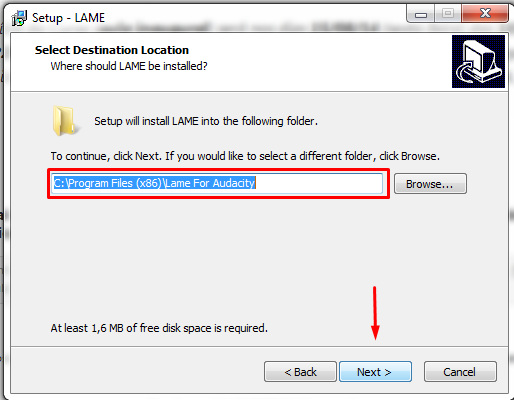 Setup - LAME
Select Destination Location
Where should LAME be installed?
Setup will install LAME into the following folder.
To continue, click Next. If you would like to select a different folder, click Browse.
C:\Program Files (x86)\Lame For Audacity
Browse...
At least 1,6 MB of free disk space is required.
< Back
Next >
Cancel